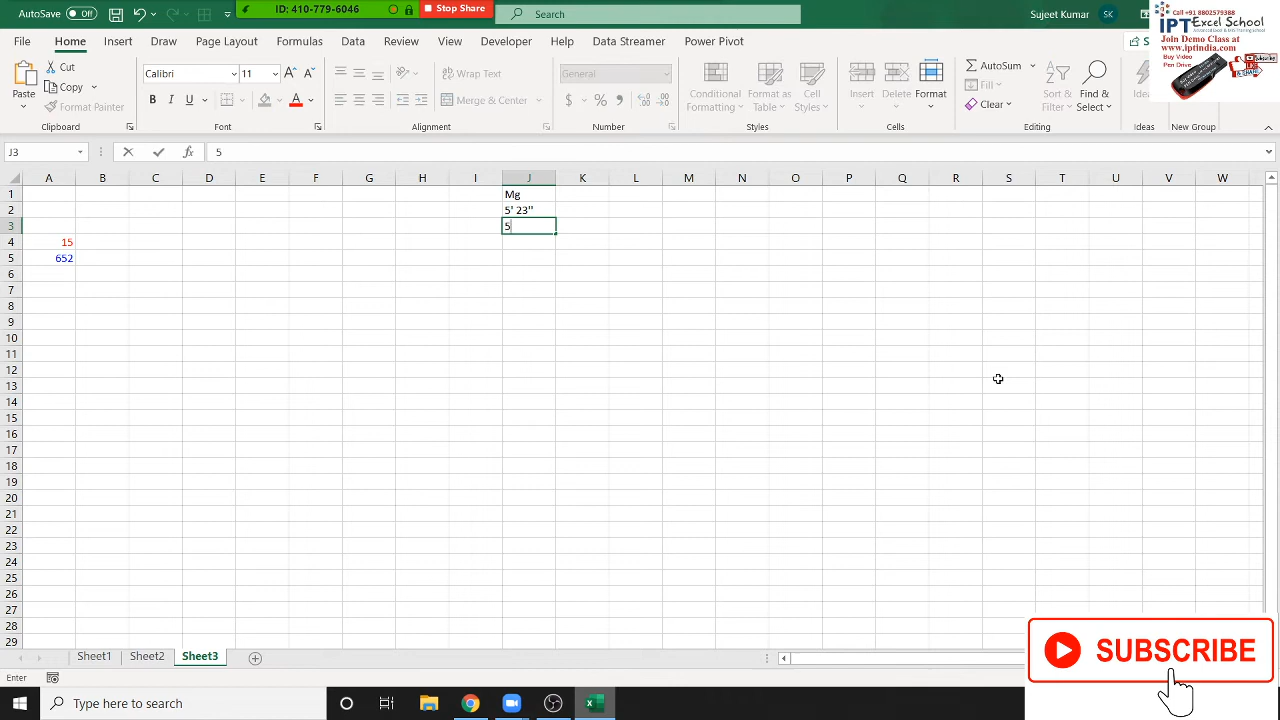 AutoSave Off
ID: 410-779-6046
Stop Share
Search
Sujeet Kumar
SK
File Home Insert Draw Page Layout Formulas Data Review View Developer Help Data Streamer Power Pivot
Call +91 8802579388
IPT Excel School
Advanced Excel & MIS Training School
Join Demo Class at
www.iptindia.com
Buy Video
Pen Drive
Paste
Cut
Copy
Format Painter
Clipboard
Calibri
11
B I U
Font
Wrap Text
Merge & Center
Alignment
General
Number
Conditional Formatting
Format as Table
Cell Styles
Styles
Insert
Delete
Format
Cells
AutoSum
Fill
Clear
Sort & Filter
Find & Select
Editing
Ideas
Ideas
New Group
J3
5
A B C D E F G H I J K L M N O P Q R S T U V W
1 Mg
2 5' 23''
3 5
4 15
5 652
6
7
8
9
10
11
12
13
14
15
16
17
18
19
20
21
22
23
24
25
26
27
28
29
Sheet1 Sheet2 Sheet3
Enter
SUBSCRIBE
Type here to search